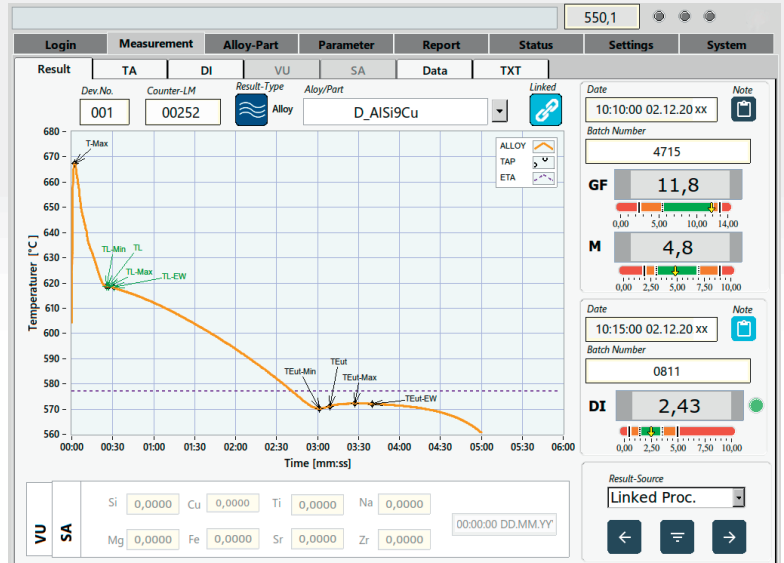 550,1
Login Measurement Alloy-Part Parameter Report Status Settings System
Result TA DI VU SA Data TXT
Dev.No. Counter-LM Result-Type Aloy/Part Linked
001 00252 Alloy D_AlSi9Cu
Date Note
10:10:00 02.12.20 xx
Batch Number
4715
GF 11,8
0,00 5,00 10,00 14,00
M 4,8
0,00 2,50 5,00 7,50 10,00
Date Note
10:15:00 02.12.20 xx
Batch Number
0811
DI 2,43
0,00 2,50 5,00 7,50 10,00
Result-Source
Linked Proc.
ALLOY
TAP
ETA
Temperaturer [°C ]
680
670
660
650
640
630
620
610
600
590
580
570
560
T-Max
TL-Min TL
TL-Max
TL-EW
TEut-Min
TEut
TEut-Max
TEut-EW
00:00 00:30 01:00 01:30 02:00 02:30 03:00 03:30 04:00 04:30 05:00 05:30 06:00
Time [mm:ss]
VU
SA
Si 0,0000 Cu 0,0000 Ti 0,0000 Na 0,0000
Mg 0,0000 Fe 0,0000 Sr 0,0000 Zr 0,0000
00:00:00 DD.MM.YY'